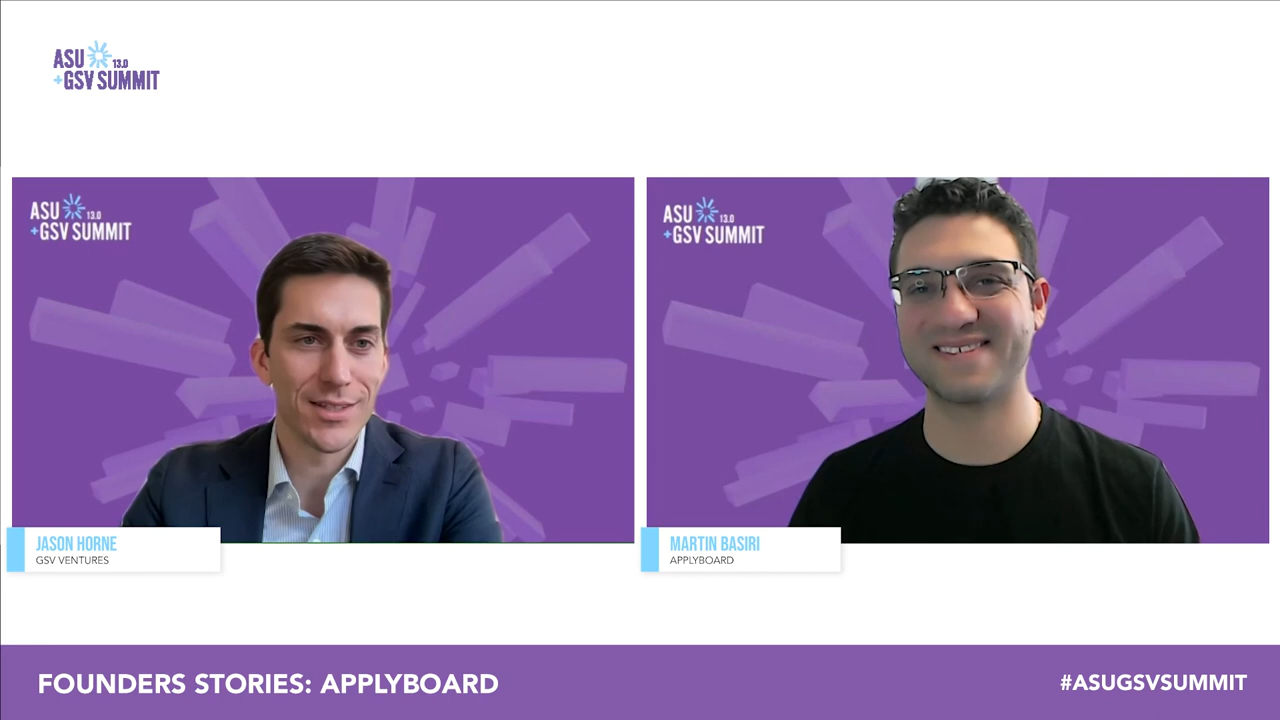 ASU 13.0
+GSV SUMMIT
ASU 13.0
+GSV SUMMIT
ASU 13.0
+GSV SUMMIT
JASON HORNE
GSV VENTURES
MARTIN BASIRI
APPLYBOARD
FOUNDERS STORIES: APPLYBOARD
#ASUGSVSUMMIT